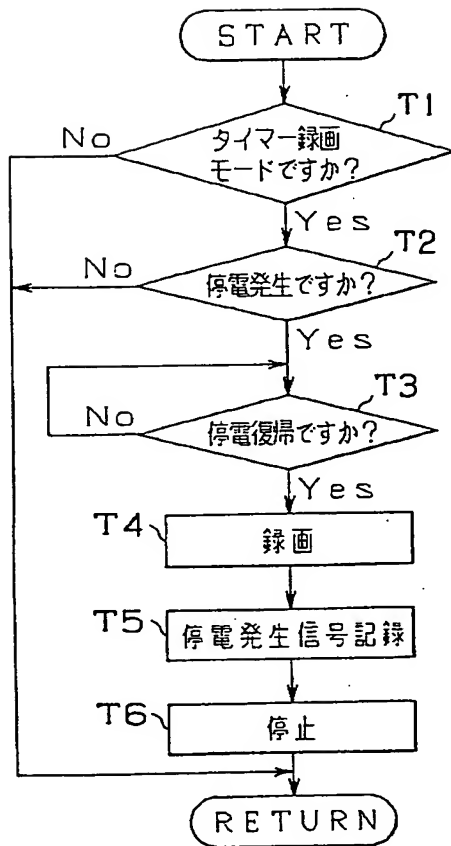 START
T1
タイマー録画
モードですか?
No
Yes
T2
停電発生ですか?
No
Yes
T3
停電復帰ですか?
No
Yes
T4
録画
T5
停電発生信号記録
T6
停止
RETURN